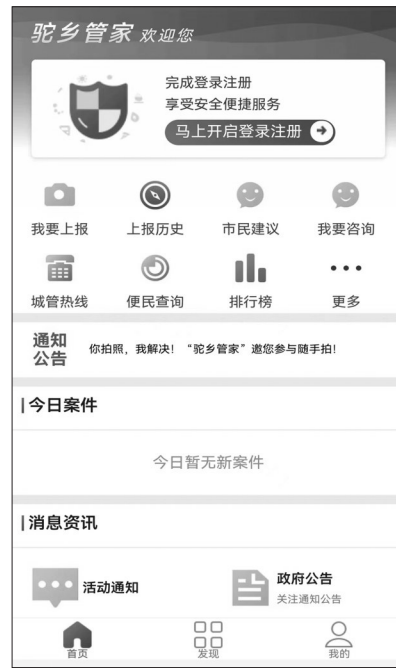 驼乡管家 欢迎您
完成登录注册
享受安全便捷服务
马上开启登录注册
我要上报 上报历史 市民建议 我要咨询
城管热线 便民查询 排行榜 更多
通知
公告
你拍照，我解决！“驼乡管家”邀您参与随手拍！
今日案件
今日暂无新案件
消息资讯
活动通知
政府公告
关注通知公告
首页 发现 我的